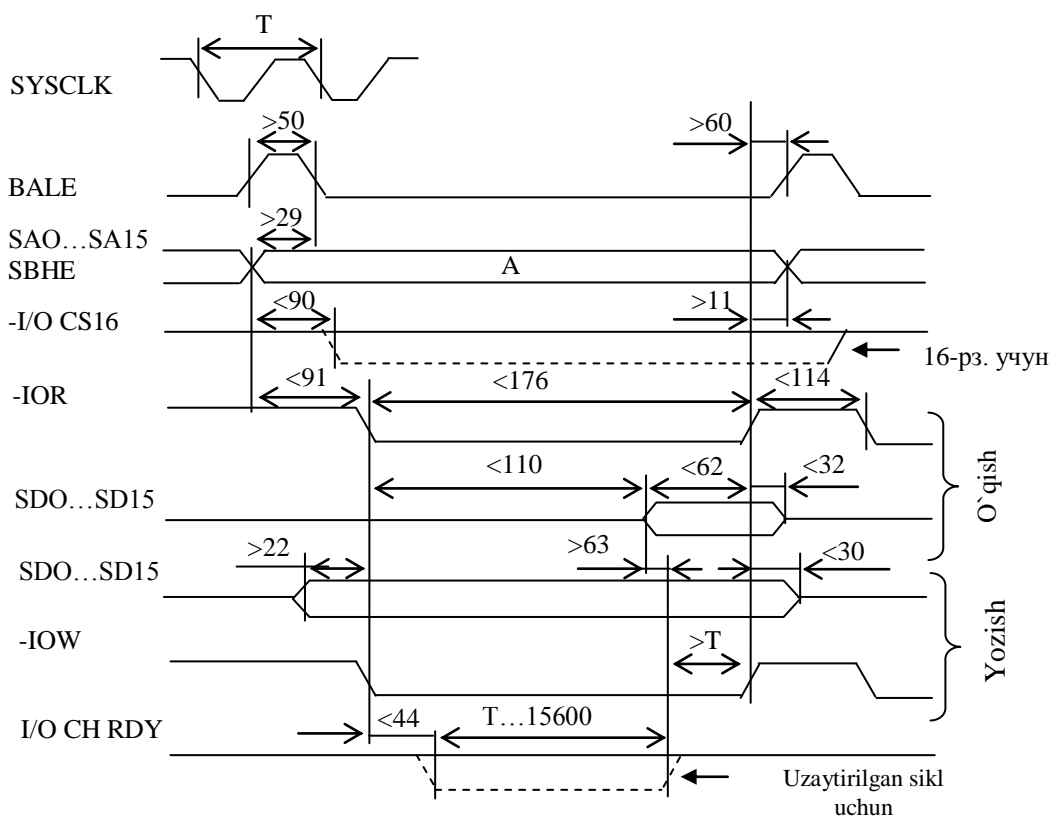 T
SYSCLK
>50
>60
BALE
>29
SAO...SA15
SBHE
A
<90
>11
-I/O CS16
16-рз. учун
<91
<176
<114
-IOR
<110
<62
<32
SDO...SD15
O`qish
>22
>63
<30
SDO...SD15
>T
-IOW
Yozish
<44
T...15600
I/O CH RDY
Uzaytirilgan sikl
uchun